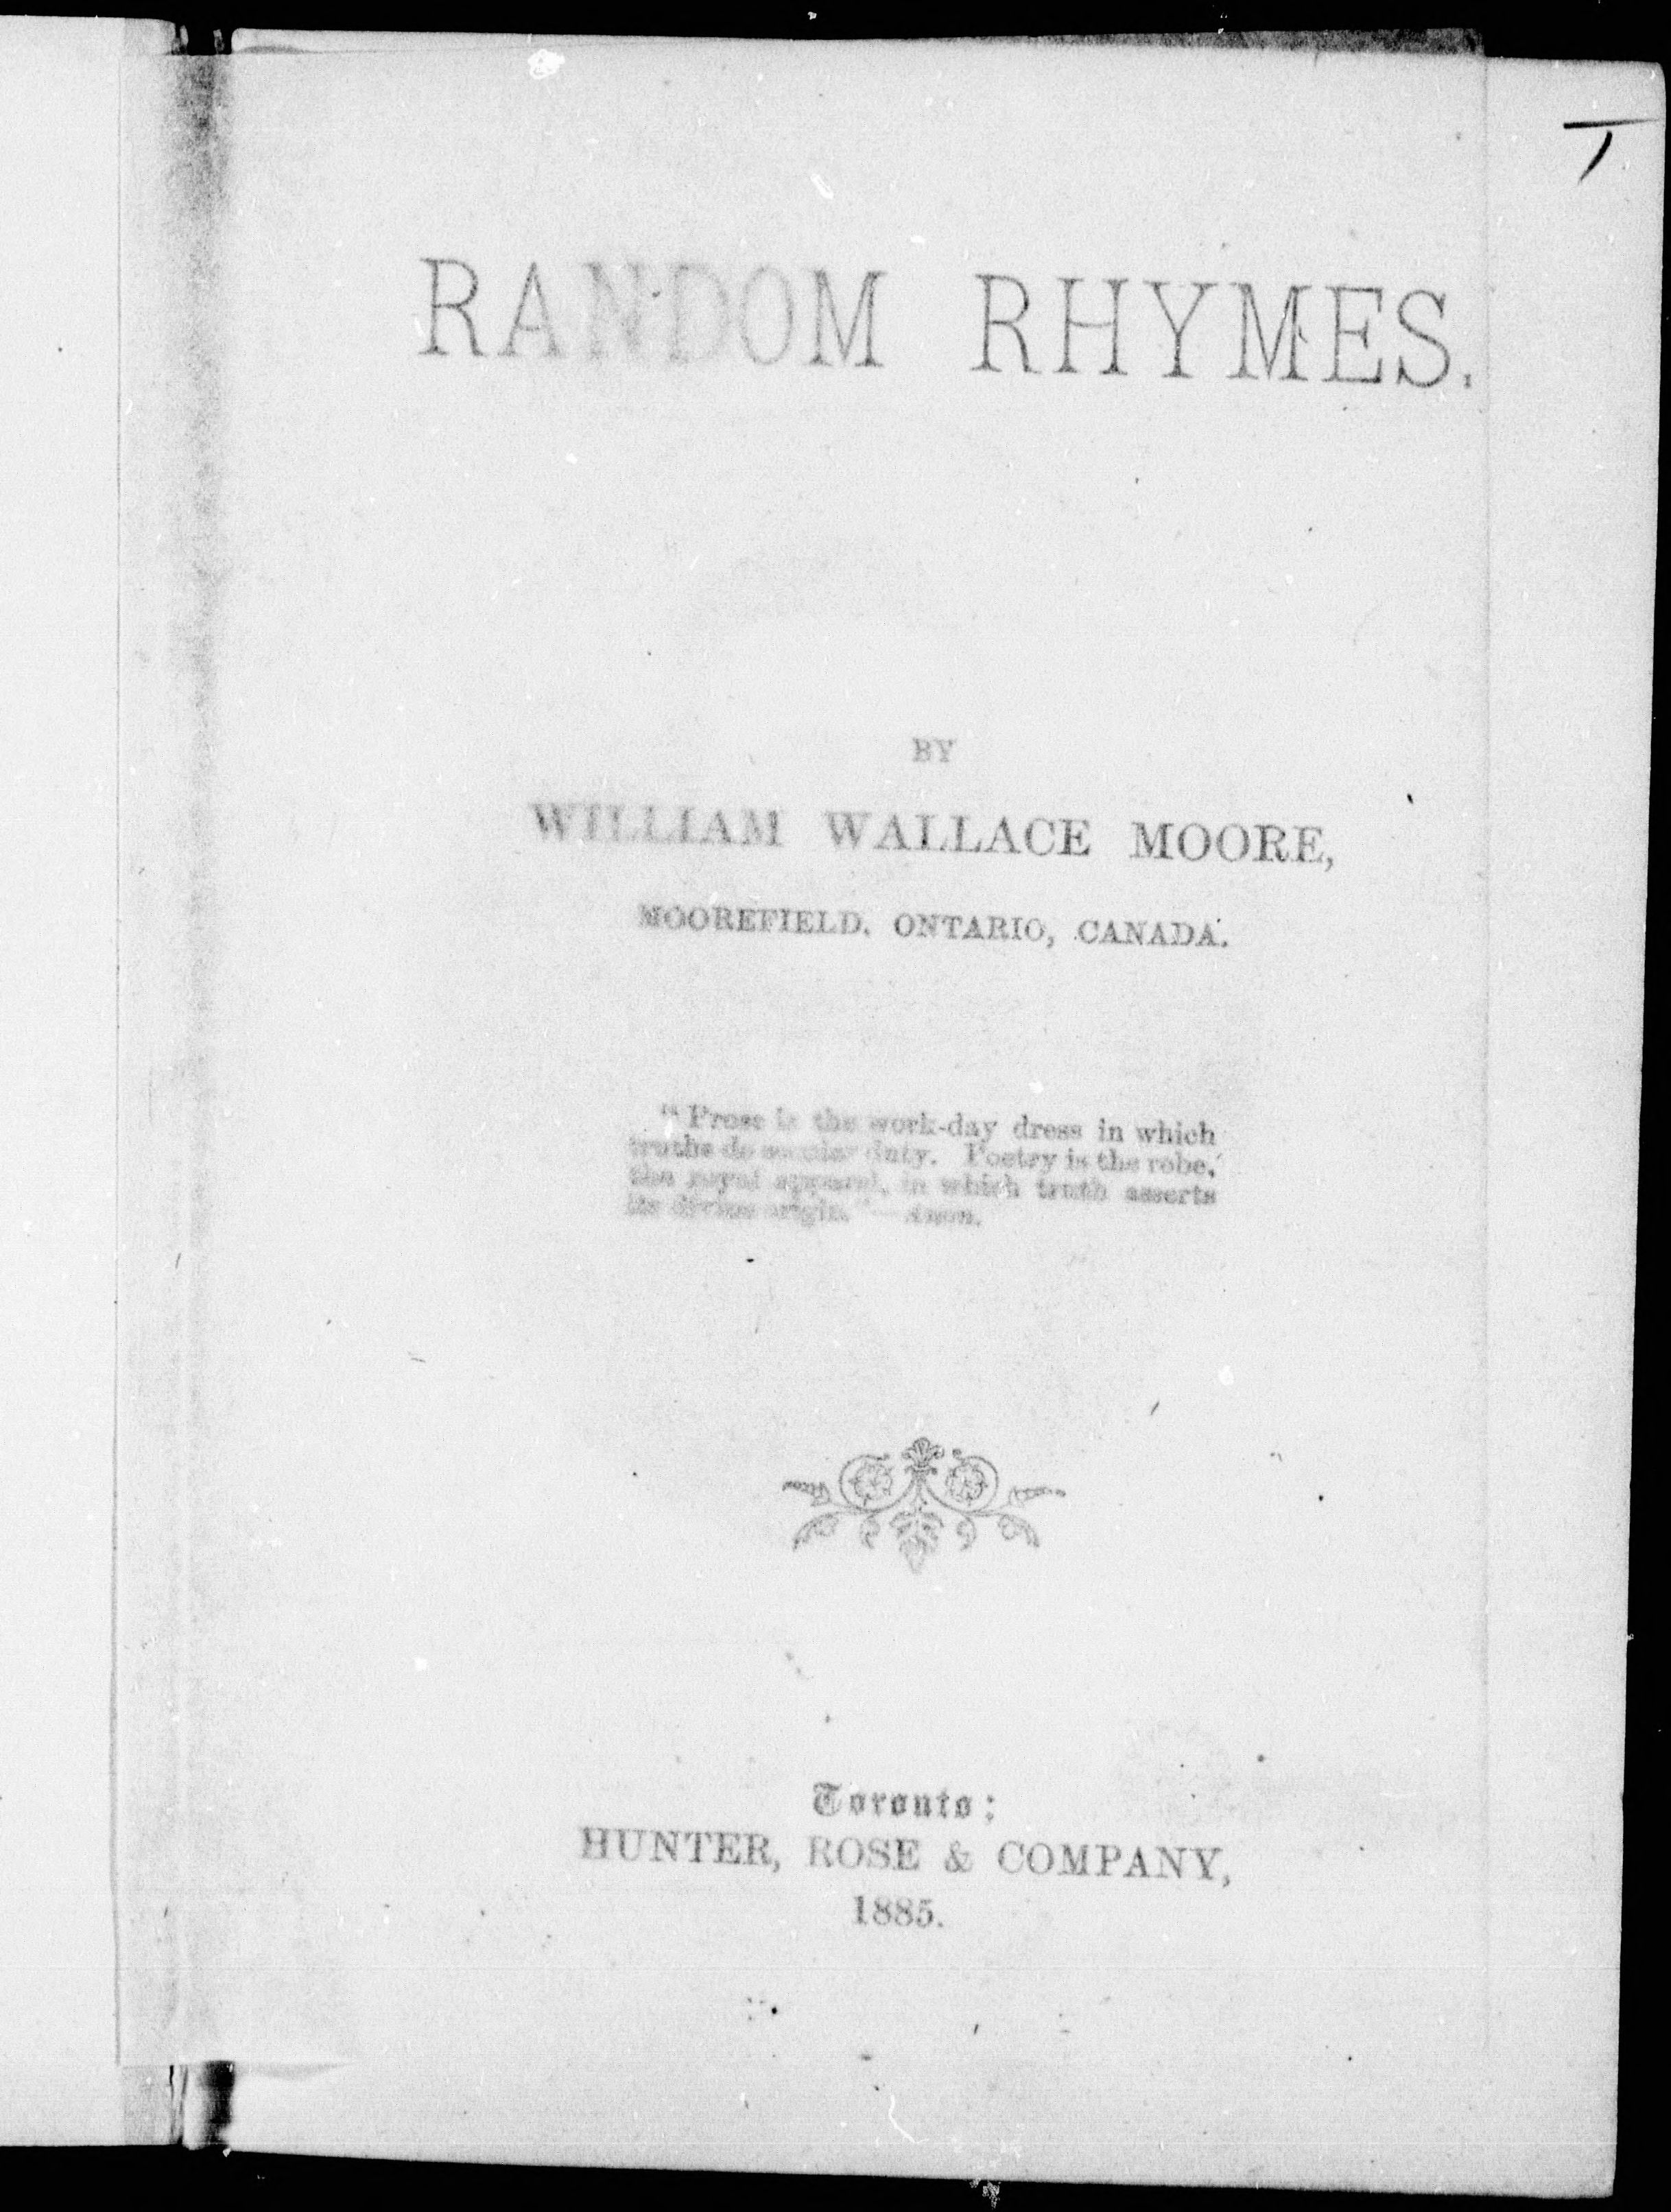 RANDOM RHYMES.
BY
WILLIAM WALLACE MOORE,
MOOREFIELD, ONTARIO, CANADA.
"Prose is the work-day dress in which
truths do secular duty. Poetry is the robe,
the royal apparel, in which truth asserts
its divine origin."—Anon.
Toronto:
HUNTER, ROSE & COMPANY,
1885.